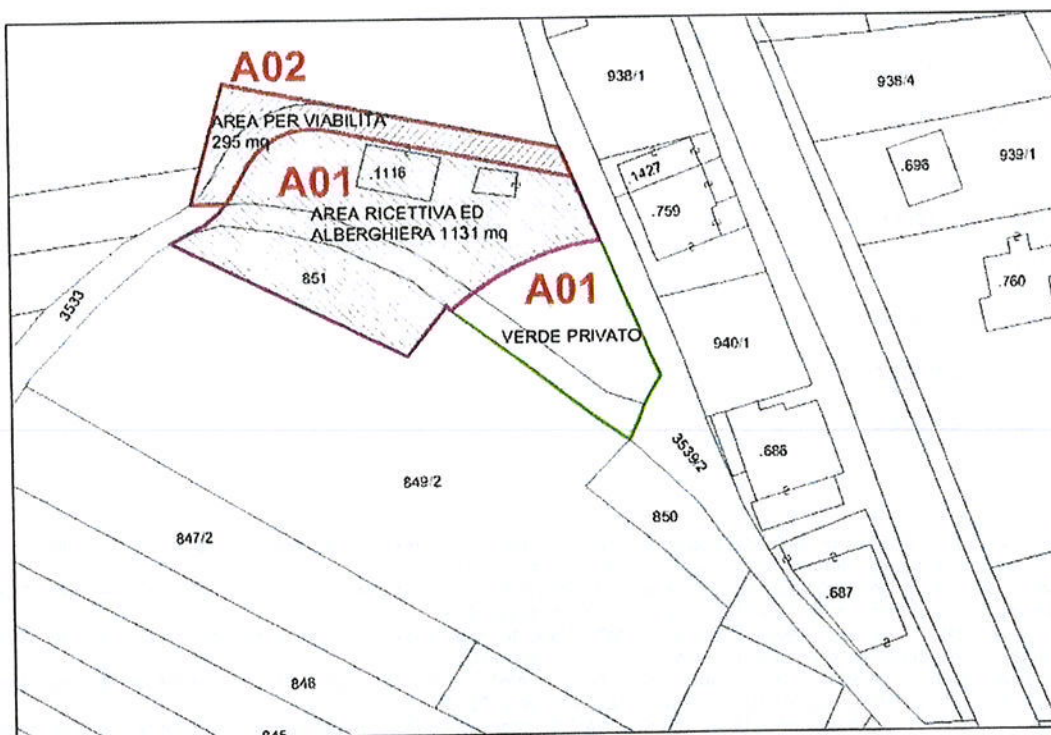 A02
938/1
938/4
AREA PER VIABILITA'
295 mq
.1116
1427
.696
939/1
A01
.759
AREA RICETTIVA ED
ALBERGHIERA 1131 mq
851
3533
A01
.760
VERDE PRIVATO
940/1
3539/2
.686
849/2
850
847/2
.687
848